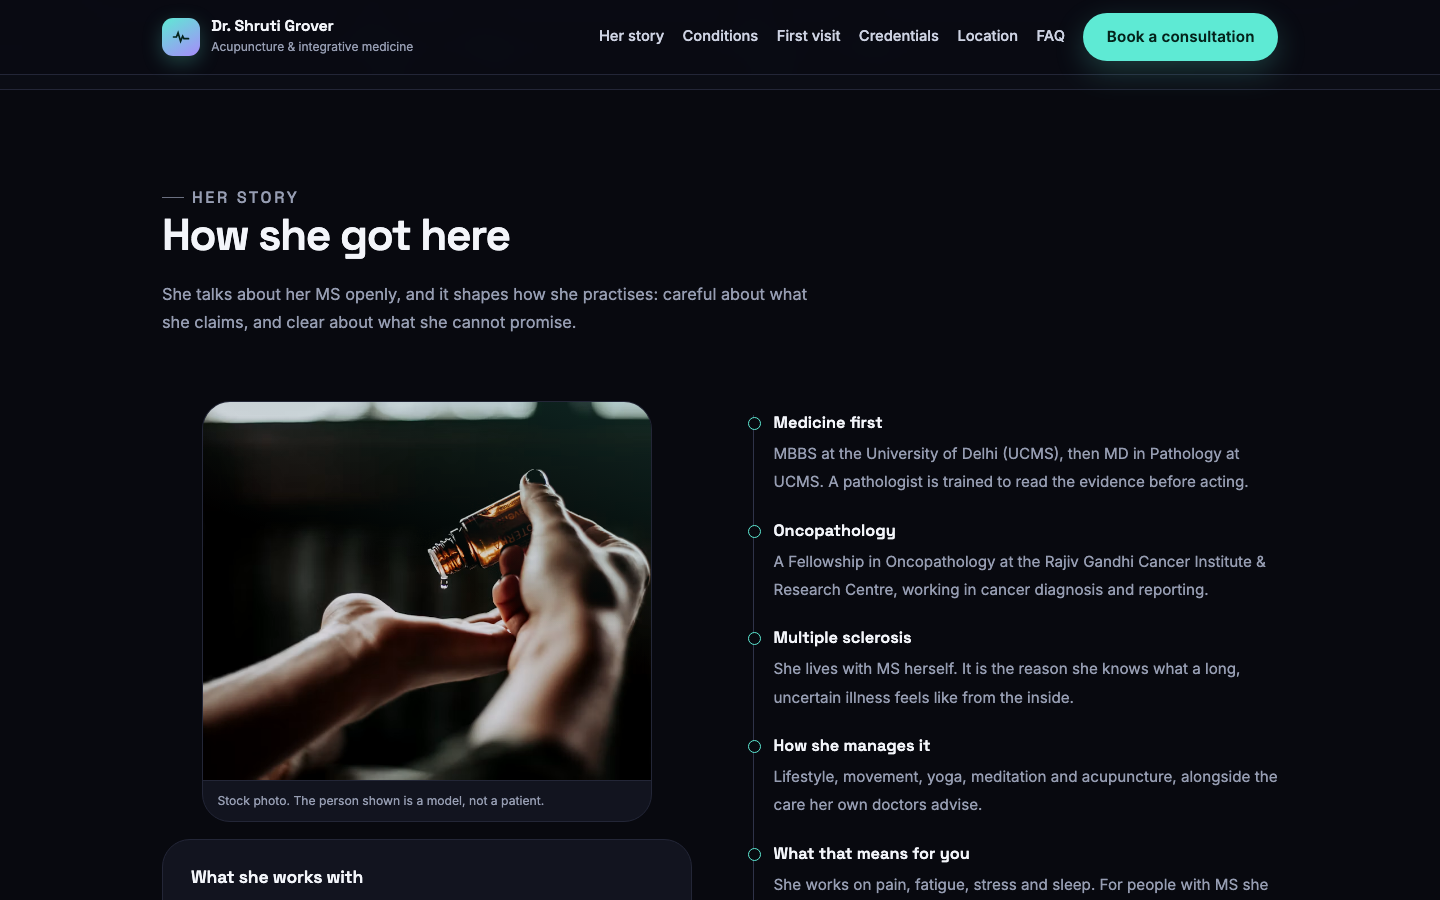 Dr. Shruti Grover
Acupuncture & integrative medicine
Her story
Conditions
First visit
Credentials
Location
FAQ
Book a consultation
HER STORY
How she got here
She talks about her MS openly, and it shapes how she practises: careful about what
she claims, and clear about what she cannot promise.
Stock photo. The person shown is a model, not a patient.
What she works with
Medicine first
MBBS at the University of Delhi (UCMS), then MD in Pathology at
UCMS. A pathologist is trained to read the evidence before acting.
Oncopathology
A Fellowship in Oncopathology at the Rajiv Gandhi Cancer Institute &
Research Centre, working in cancer diagnosis and reporting.
Multiple sclerosis
She lives with MS herself. It is the reason she knows what a long,
uncertain illness feels like from the inside.
How she manages it
Lifestyle, movement, yoga, meditation and acupuncture, alongside the
care her own doctors advise.
What that means for you
She works on pain, fatigue, stress and sleep. For people with MS she